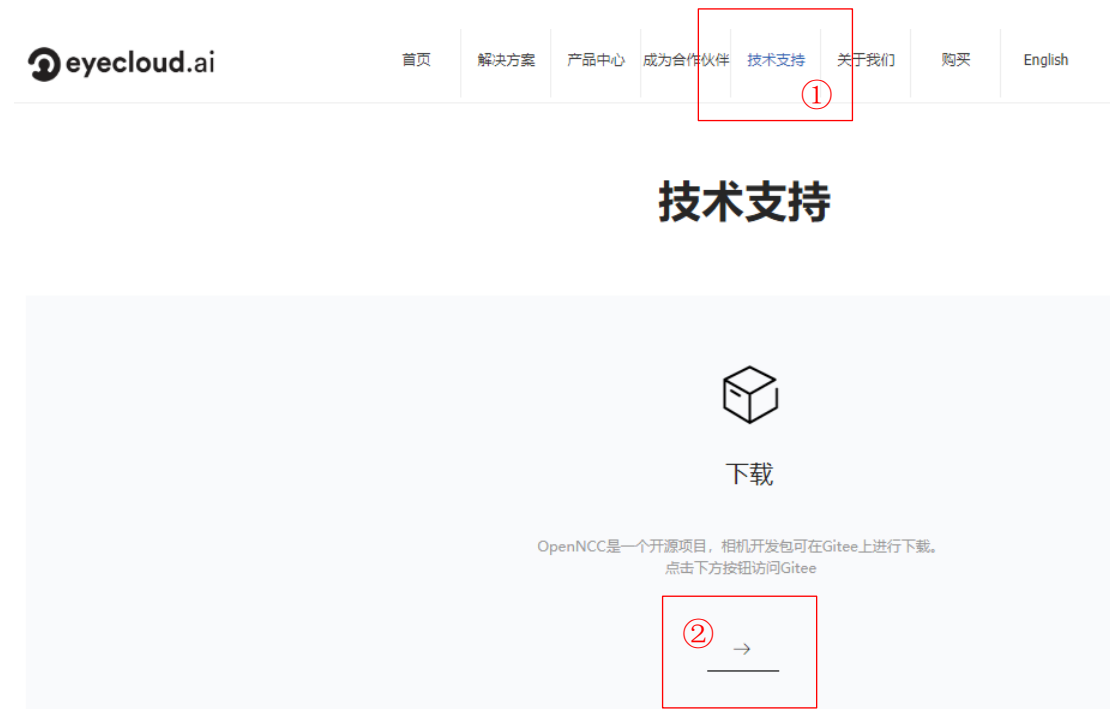 eyecloud.ai
首页 解决方案 产品中心 成为合作伙伴 技术支持 关于我们 购买 English
①
技术支持
下载
OpenNCC是一个开源项目，相机开发包可在Gitee上进行下载。
点击下方按钮访问Gitee
②
→